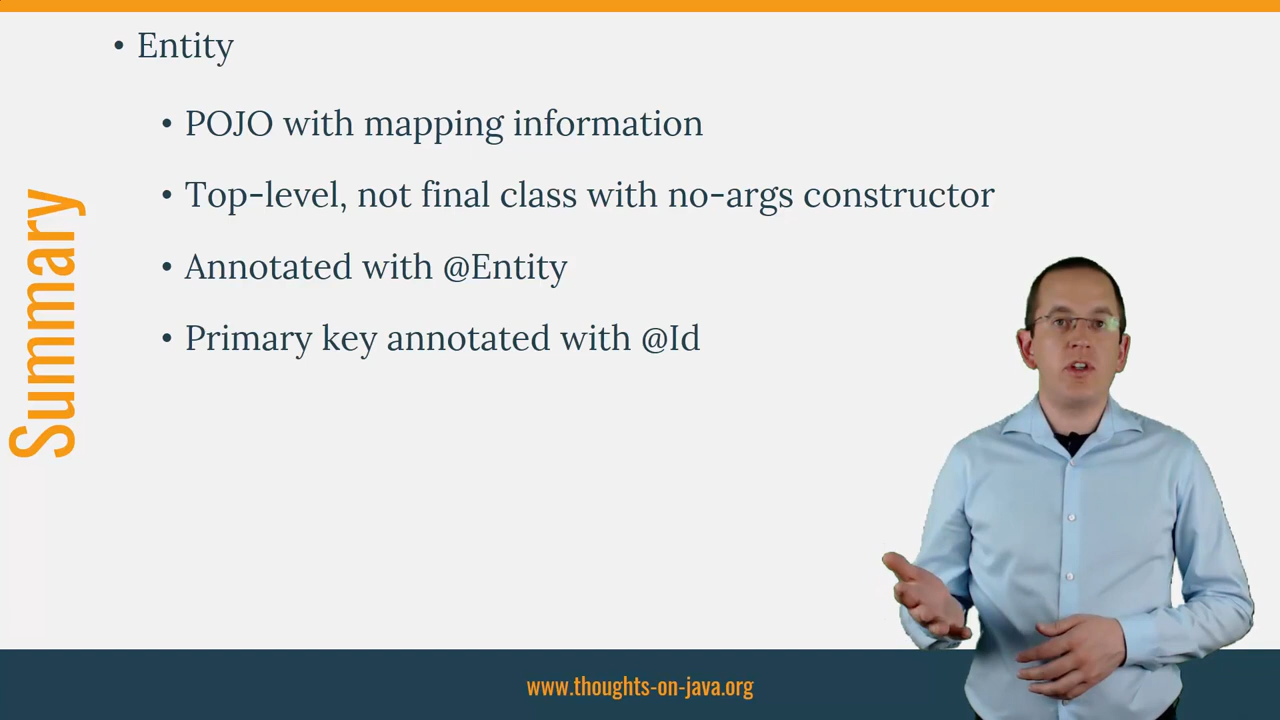 • Entity
• POJO with mapping information
• Top-level, not final class with no-args constructor
• Annotated with @Entity
• Primary key annotated with @Id
Summary
www.thoughts-on-java.org